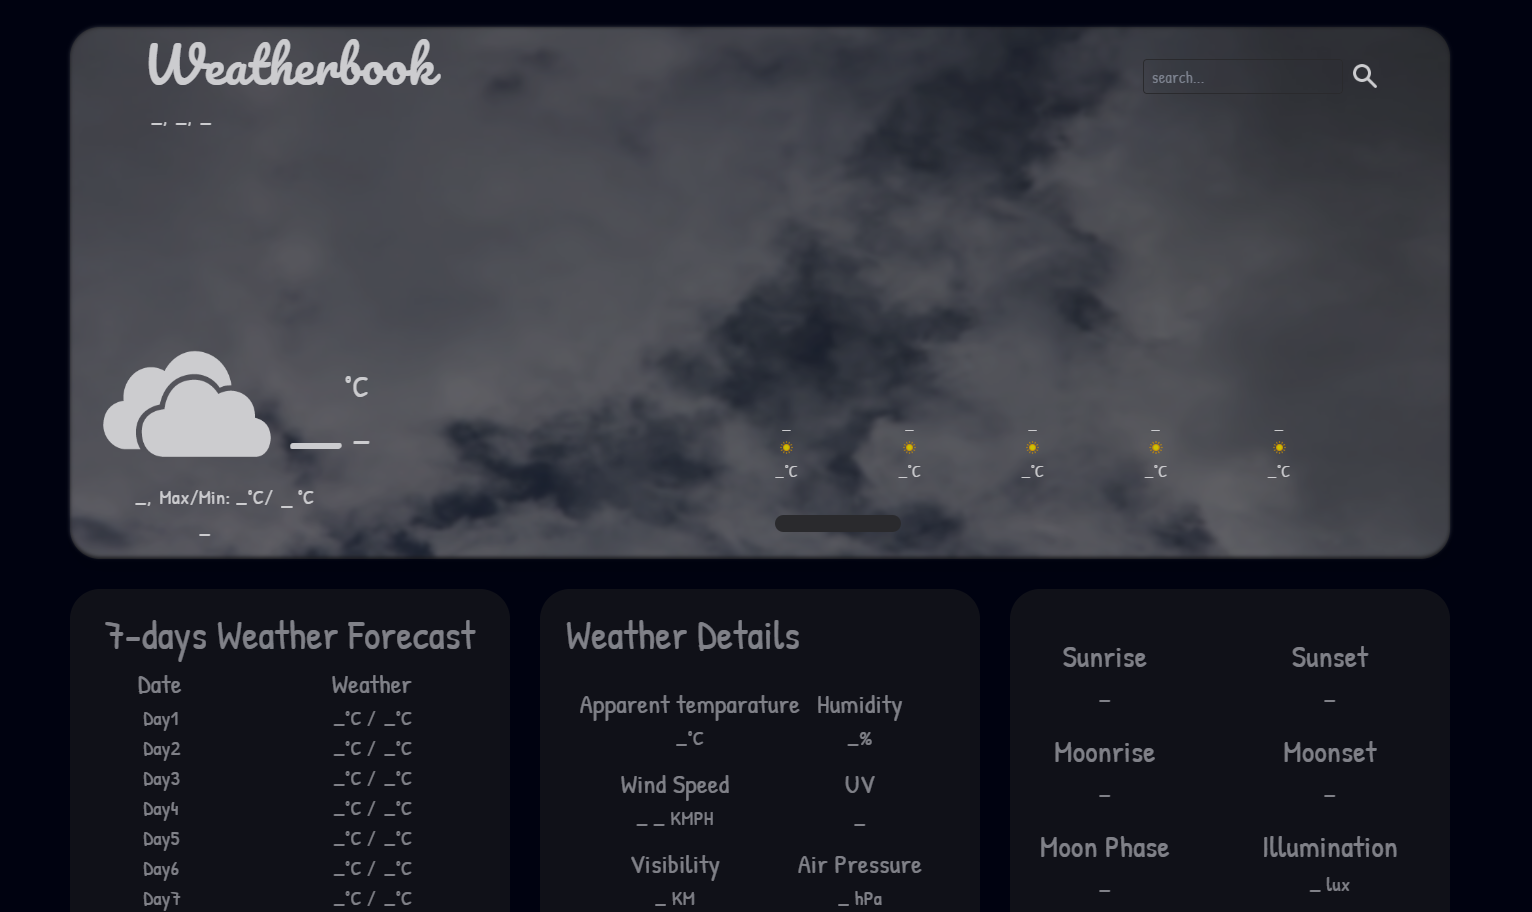 Weatherbook
search...
_, _, _
°C
_ _
_ _ _ _ _
_°C _°C _°C _°C _°C
_, Max/Min: _°C/ _ °C
_
7-days Weather Forecast
Date Weather
Day1 _°C / _°C
Day2 _°C / _°C
Day3 _°C / _°C
Day4 _°C / _°C
Day5 _°C / _°C
Day6 _°C / _°C
Day7 _°C / _°C
Weather Details
Apparent temparature Humidity
_°C _%
Wind Speed UV
_ _ KMPH _
Visibility Air Pressure
_ KM _ hPa
Sunrise Sunset
_ _
Moonrise Moonset
_ _
Moon Phase Illumination
_ _ lux